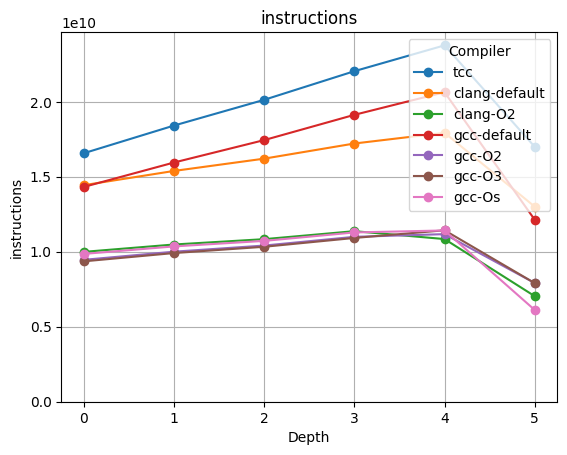 instructions
1e10
Compiler
tcc
clang-default
clang-O2
gcc-default
gcc-O2
gcc-O3
gcc-Os
2.0
1.5
1.0
0.5
0.0
instructions
0 1 2 3 4 5
Depth